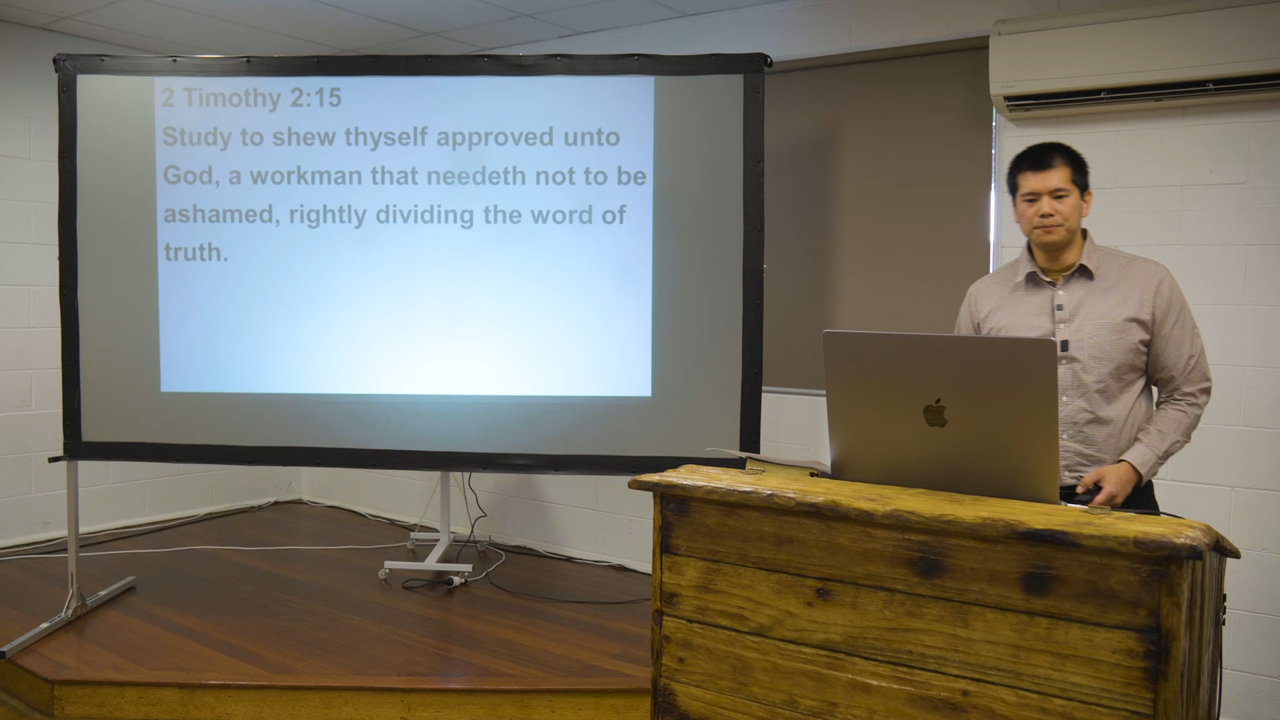 2 Timothy 2:15
Study to shew thyself approved unto
God, a workman that needeth not to be
ashamed, rightly dividing the word of
truth.